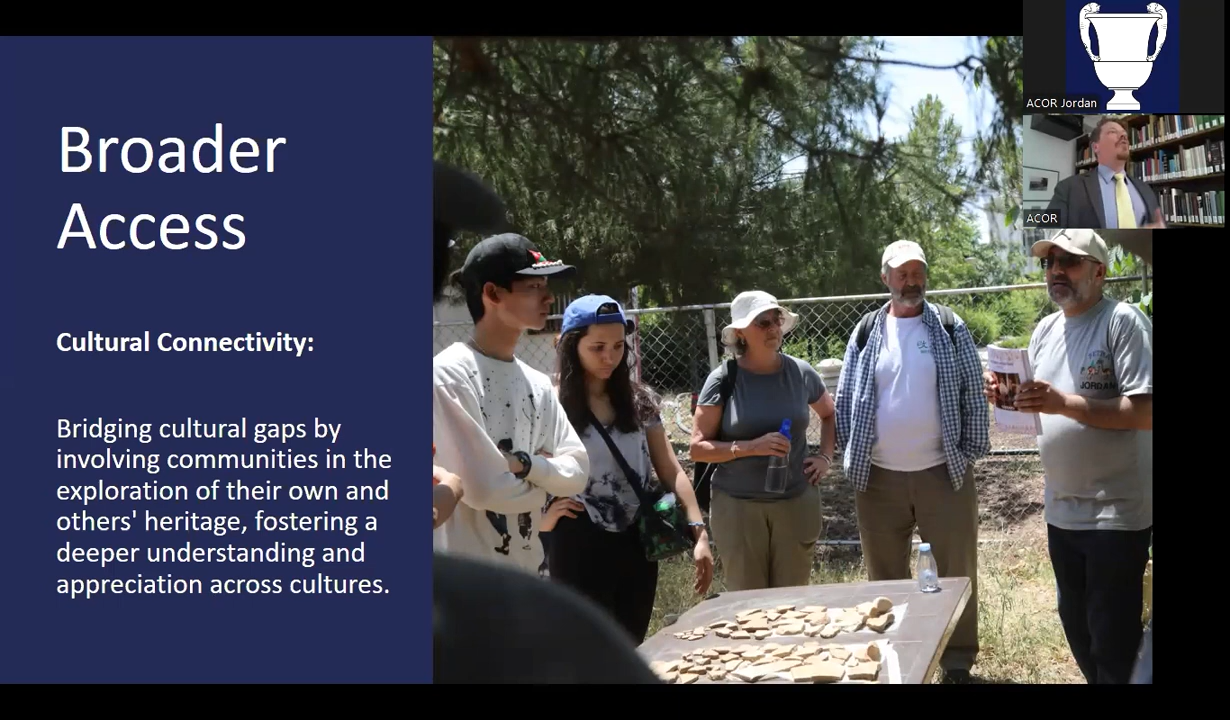 Broader
Access
Cultural Connectivity:
Bridging cultural gaps by
involving communities in the
exploration of their own and
others' heritage, fostering a
deeper understanding and
appreciation across cultures.
ACOR Jordan
ACOR
JORDAN